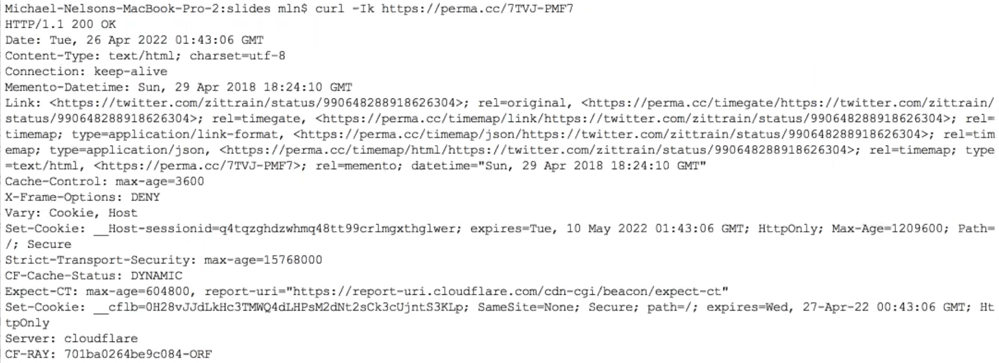 Michael-Nelsons-MacBook-Pro-2:slides mln$ curl -Ik https://perma.cc/7TVJ-PMF7
HTTP/1.1 200 OK
Date: Tue, 26 Apr 2022 01:43:06 GMT
Content-Type: text/html; charset=utf-8
Connection: keep-alive
Memento-Datetime: Sun, 29 Apr 2018 18:24:10 GMT
Link: <https://twitter.com/zittrain/status/990648288918626304>; rel=original, <https://perma.cc/timegate/https://twitter.com/zittrain/
status/990648288918626304>; rel=timegate, <https://perma.cc/timemap/link/https://twitter.com/zittrain/status/990648288918626304>; rel=
timemap; type=application/link-format, <https://perma.cc/timemap/json/https://twitter.com/zittrain/status/990648288918626304>; rel=tim
emap; type=application/json, <https://perma.cc/timemap/html/https://twitter.com/zittrain/status/990648288918626304>; rel=timemap; type
=text/html, <https://perma.cc/7TVJ-PMF7>; rel=memento; datetime="Sun, 29 Apr 2018 18:24:10 GMT"
Cache-Control: max-age=3600
X-Frame-Options: DENY
Vary: Cookie, Host
Set-Cookie: __Host-sessionid=q4tqzghdzwhmq48tt99crlmgxthglwer; expires=Tue, 10 May 2022 01:43:06 GMT; HttpOnly; Max-Age=1209600; Path=
/; Secure
Strict-Transport-Security: max-age=15768000
CF-Cache-Status: DYNAMIC
Expect-CT: max-age=604800, report-uri="https://report-uri.cloudflare.com/cdn-cgi/beacon/expect-ct"
Set-Cookie: __cflb=0H28vJJdLkHc3TMWQ4dLHPsM2dNt2sCk3cUjntS3KLp; SameSite=None; Secure; path=/; expires=Wed, 27-Apr-22 00:43:06 GMT; Ht
tpOnly
Server: cloudflare
CF-RAY: 701ba0264be9c084-ORF